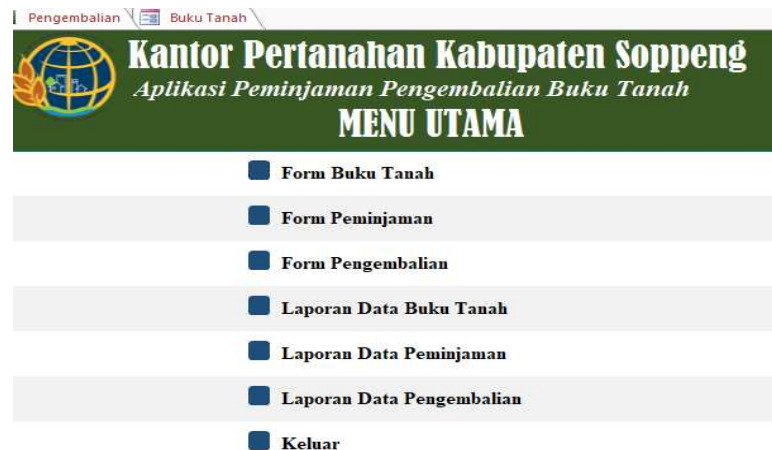 Pengembalian Buku Tanah
Kantor Pertanahan Kabupaten Soppeng
Aplikasi Peminjaman Pengembalian Buku Tanah
MENU UTAMA
Form Buku Tanah
Form Peminjaman
Form Pengembalian
Laporan Data Buku Tanah
Laporan Data Peminjaman
Laporan Data Pengembalian
Keluar